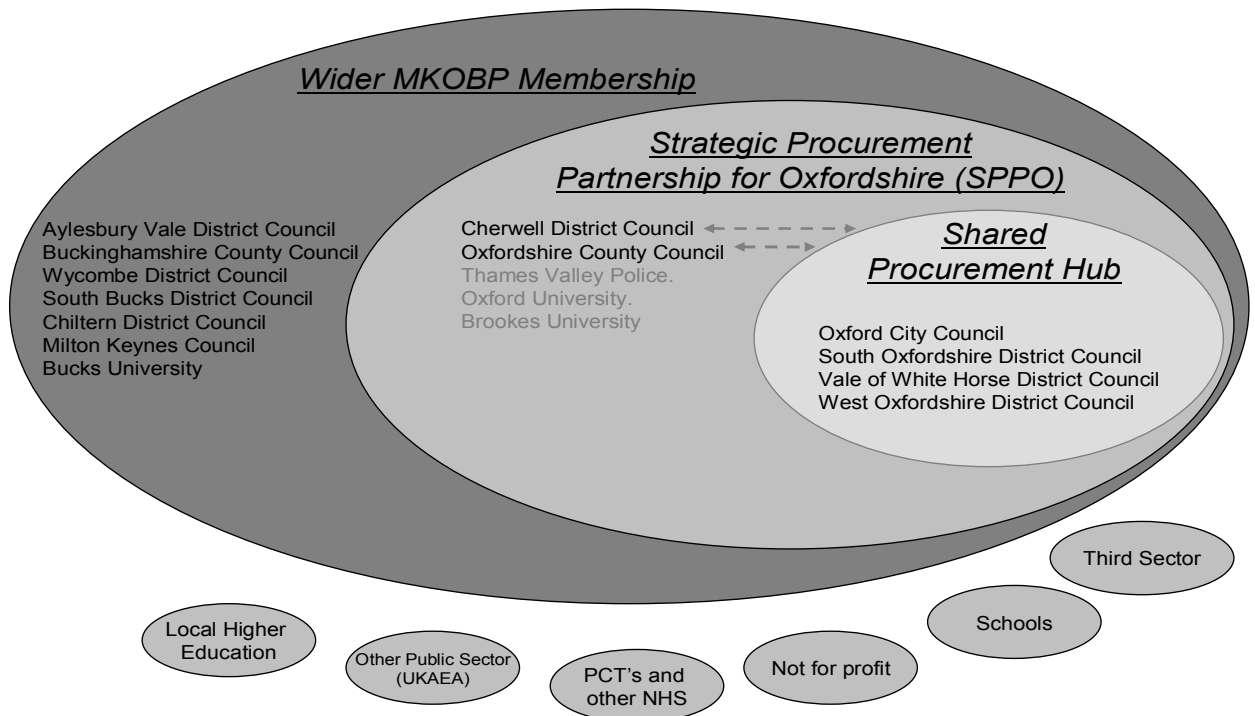 Wider MKOBP Membership
Strategic Procurement
Partnership for Oxfordshire (SPPO)
Aylesbury Vale District Council
Buckinghamshire County Council
Wycombe District Council
South Bucks District Council
Chiltern District Council
Milton Keynes Council
Bucks University
Cherwell District Council
Oxfordshire County Council
Thames Valley Police.
Oxford University.
Brookes University
Shared
Procurement Hub
Oxford City Council
South Oxfordshire District Council
Vale of White Horse District Council
West Oxfordshire District Council
Local Higher
Education
Other Public Sector
(UKAEA)
PCT's and
other NHS
Not for profit
Schools
Third Sector